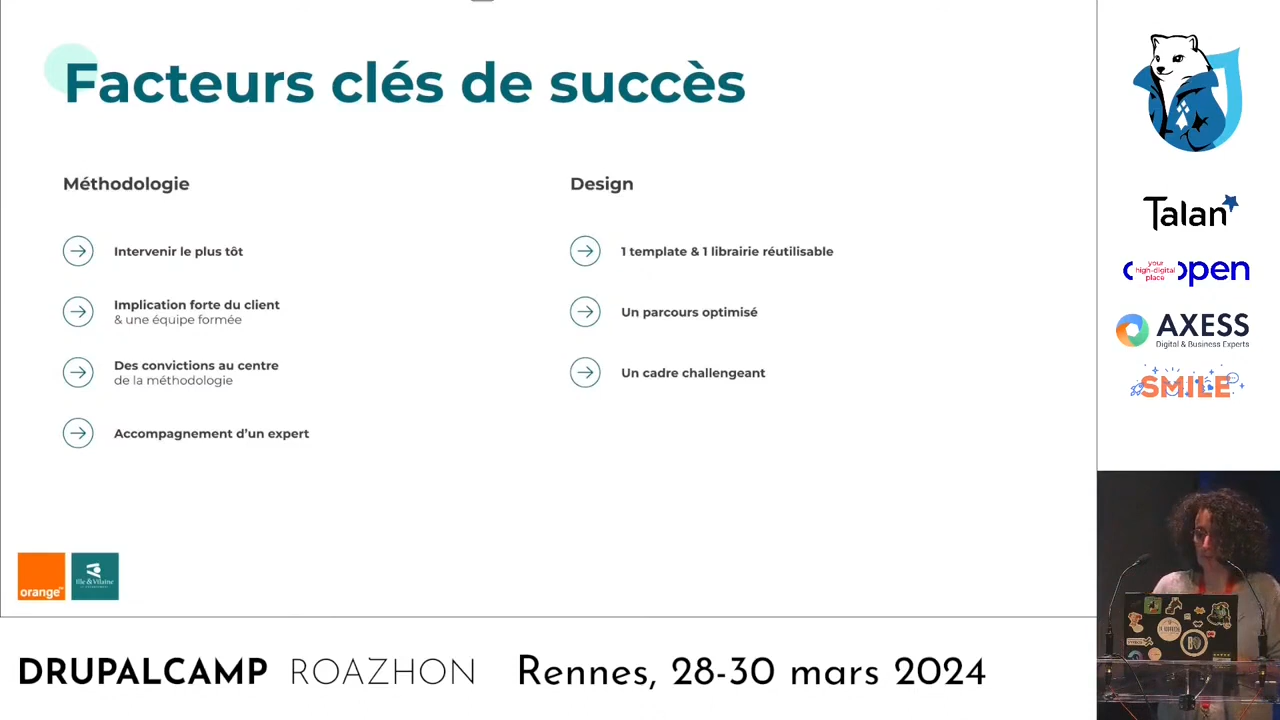 Facteurs clés de succès
Méthodologie
Intervenir le plus tôt
Implication forte du client
& une équipe formée
Des convictions au centre
de la méthodologie
Accompagnement d’un expert
Design
1 template & 1 librairie réutilisable
Un parcours optimisé
Un cadre challengeant
orange
Ille & Vilaine
Talan
your
high-digital
place
open
AXESS
Digital & Business Experts
SMILE
DRUPALCAMP ROAZHON
Rennes, 28-30 mars 2024